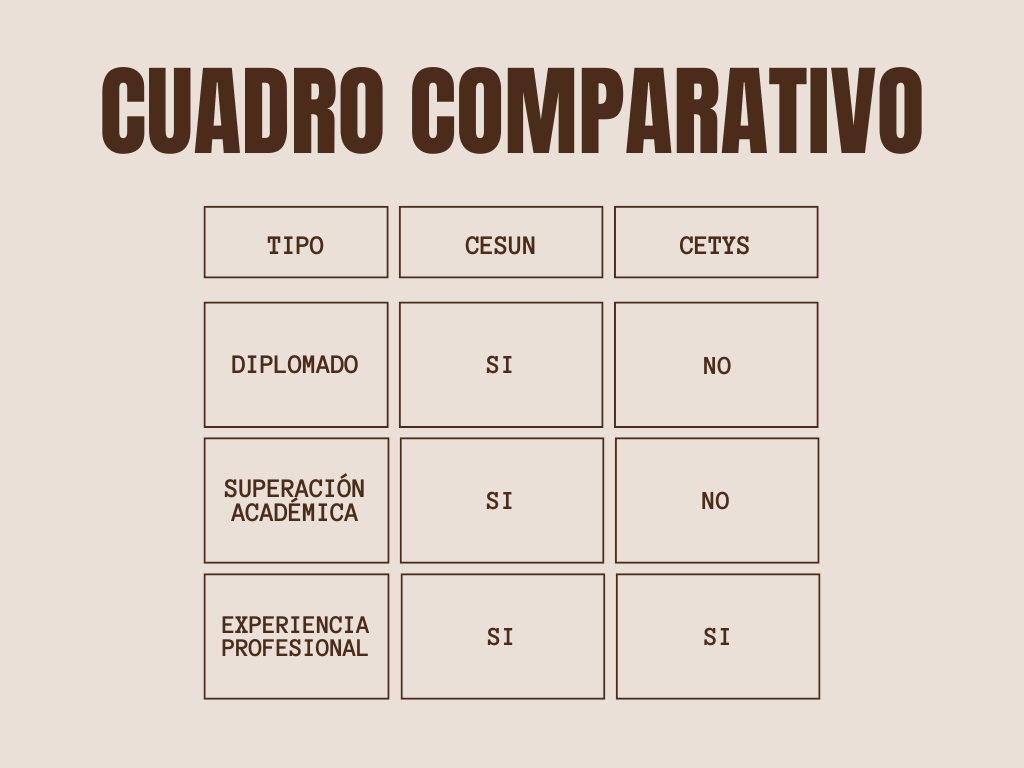 CUADRO COMPARATIVO
TIPO CESUN CETYS
DIPLOMADO SI NO
SUPERACIÓN
ACADÉMICA SI NO
EXPERIENCIA
PROFESIONAL SI SI